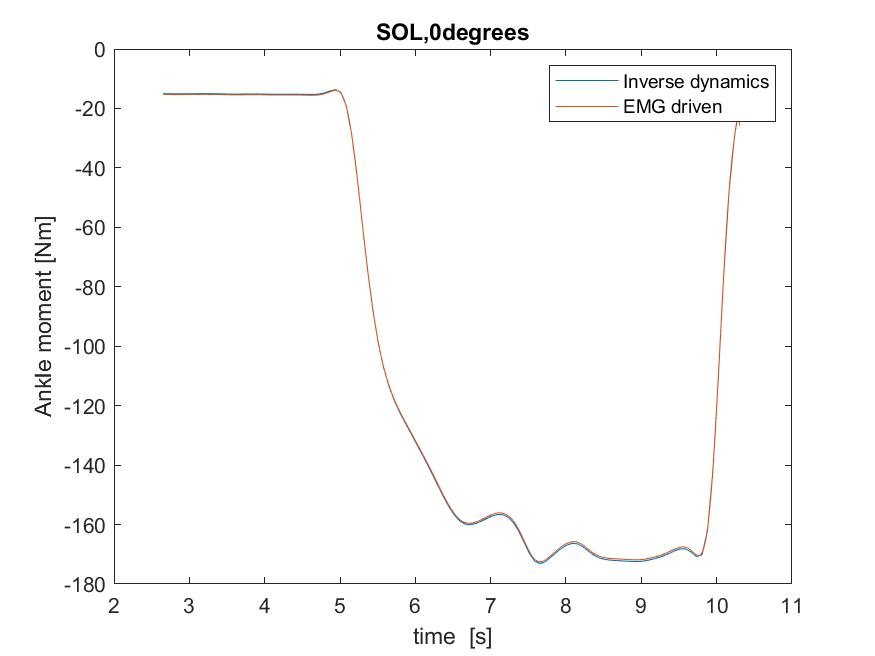 SOL,0degrees
Inverse dynamics
EMG driven
0
-20
-40
-60
-80
-100
-120
-140
-160
-180
Ankle moment [Nm]
2 3 4 5 6 7 8 9 10 11
time [s]